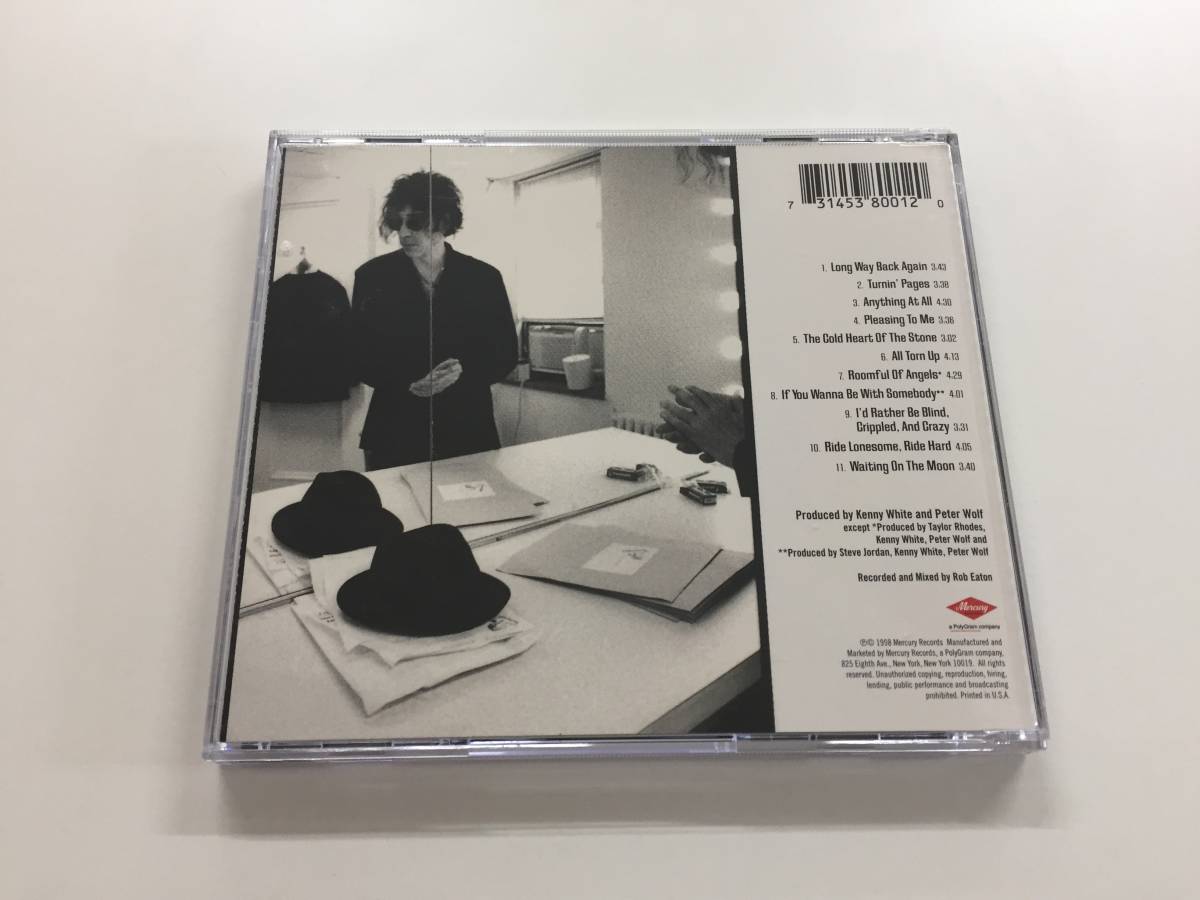 7 31453 80012 0
1. Long Way Back Again 3.43
2. Turnin' Pages 3.38
3. Anything At All 4.30
4. Pleasing To Me 3.36
5. The Cold Heart Of The Stone 3.02
6. All Torn Up 4.13
7. Roomful Of Angels* 4.29
8. If You Wanna Be With Somebody** 4.01
9. I'd Rather Be Blind,
Crippled, And Crazy 3.31
10. Ride Lonesome, Ride Hard 4.05
11. Waiting On The Moon 3.40
Produced by Kenny White and Peter Wolf
except *Produced by Taylor Rhodes,
Kenny White, Peter Wolf and
**Produced by Steve Jordan, Kenny White, Peter Wolf
Recorded and Mixed by Rob Eaton
Mercury
a PolyGram company
℗© 1998 Mercury Records Manufactured and
Marketed by Mercury Records, a PolyGram company,
825 Eighth Ave., New York, New York 10019. All rights
reserved. Unauthorized copying, reproduction, hiring,
lending, public performance and broadcasting
prohibited. Printed in U.S.A.